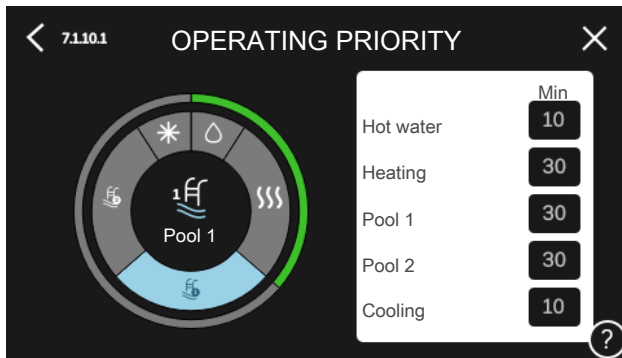 7.1.10.1 OPERATING PRIORITY
Min
Hot water 10
Heating 30
Pool 1 30
Pool 2 30
Cooling 10
1
Pool 1
?